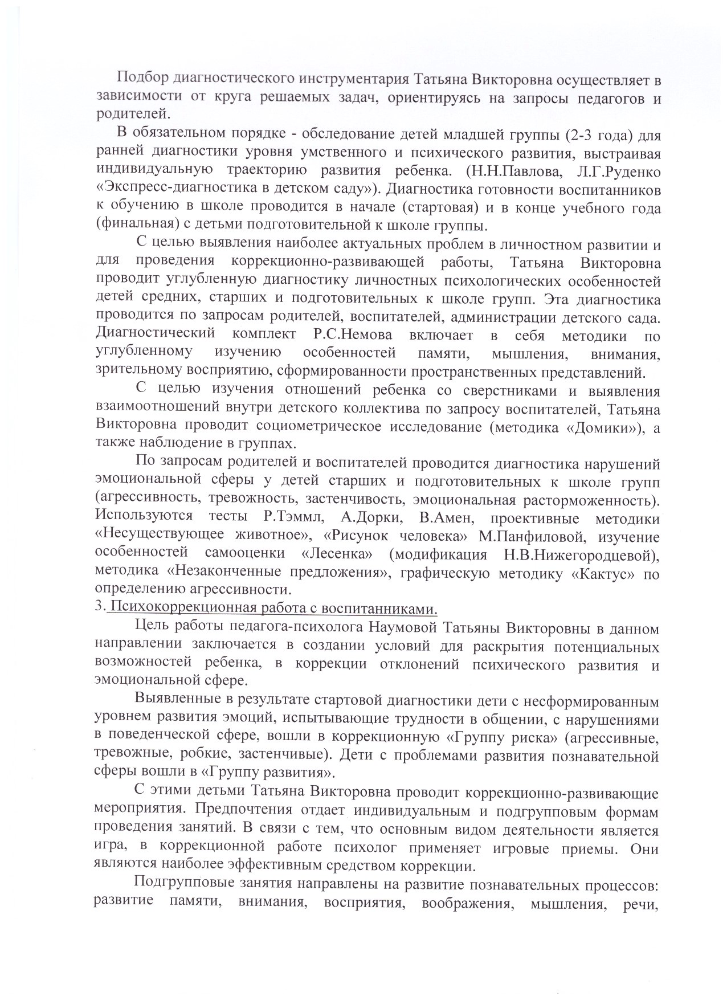 Подбор диагностического инструментария Татьяна Викторовна осуществляет в
зависимости от круга решаемых задач, ориентируясь на запросы педагогов и
родителей.
В обязательном порядке - обследование детей младшей группы (2-3 года) для
ранней диагностики уровня умственного и психического развития, выстраивая
индивидуальную траекторию развития ребенка. (Н.Н.Павлова, Л.Г.Руденко
«Экспресс-диагностика в детском саду»). Диагностика готовности воспитанников
к обучению в школе проводится в начале (стартовая) и в конце учебного года
(финальная) с детьми подготовительной к школе группы.
С целью выявления наиболее актуальных проблем в личностном развитии и
для проведения коррекционно-развивающей работы, Татьяна Викторовна
проводит углубленную диагностику личностных психологических особенностей
детей средних, старших и подготовительных к школе групп. Эта диагностика
проводится по запросам родителей, воспитателей, администрации детского сада.
Диагностический комплект Р.С.Немова включает в себя методики по
углубленному изучению особенностей памяти, мышления, внимания,
зрительному восприятию, сформированности пространственных представлений.
С целью изучения отношений ребенка со сверстниками и выявления
взаимоотношений внутри детского коллектива по запросу воспитателей, Татьяна
Викторовна проводит социометрическое исследование (методика «Домики»), а
также наблюдение в группах.
По запросам родителей и воспитателей проводится диагностика нарушений
эмоциональной сферы у детей старших и подготовительных к школе групп
(агрессивность, тревожность, застенчивость, эмоциональная расторможенность).
Используются тесты Р.Тэммл, А.Дорки, В.Амен, проективные методики
«Несуществующее животное», «Рисунок человека» М.Панфиловой, изучение
особенностей самооценки «Лесенка» (модификация Н.В.Нижегородцевой),
методика «Незаконченные предложения», графическую методику «Кактус» по
определению агрессивности.
3. Психокоррекционная работа с воспитанниками.
Цель работы педагога-психолога Наумовой Татьяны Викторовны в данном
направлении заключается в создании условий для раскрытия потенциальных
возможностей ребенка, в коррекции отклонений психического развития и
эмоциональной сфере.
Выявленные в результате стартовой диагностики дети с несформированным
уровнем развития эмоций, испытывающие трудности в общении, с нарушениями
в поведенческой сфере, вошли в коррекционную «Группу риска» (агрессивные,
тревожные, робкие, застенчивые). Дети с проблемами развития познавательной
сферы вошли в «Группу развития».
С этими детьми Татьяна Викторовна проводит коррекционно-развивающие
мероприятия. Предпочтения отдает индивидуальным и подгрупповым формам
проведения занятий. В связи с тем, что основным видом деятельности является
игра, в коррекционной работе психолог применяет игровые приемы. Они
являются наиболее эффективным средством коррекции.
Подгрупповые занятия направлены на развитие познавательных процессов:
развитие памяти, внимания, восприятия, воображения, мышления, речи,